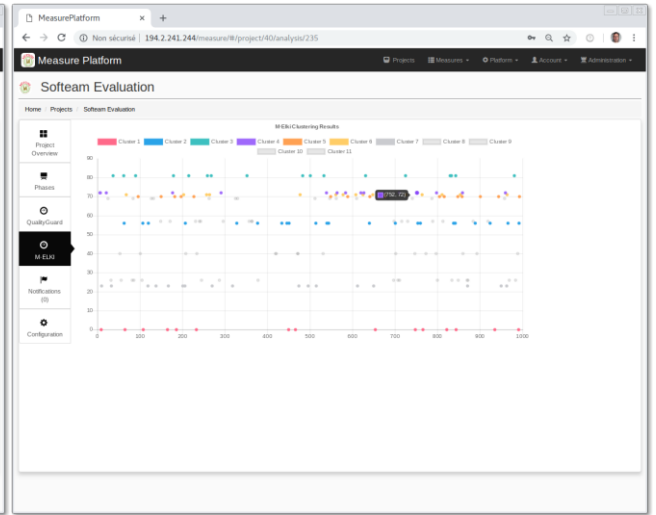 MeasurePlatform × +
Non sécurisé | 194.2.241.244/measure/#/project/40/analysis/235
Measure Platform Projects Measures Platform Account Administration
Softeam Evaluation
Home / Projects / Softeam Evaluation
Project
Overview
Phases
QualityGuard
M-ELKI
Notifications
(0)
Configuration
M-Elki Clustering Results
Cluster 1 Cluster 2 Cluster 3 Cluster 4 Cluster 5 Cluster 6 Cluster 7 Cluster 8 Cluster 9
Cluster 10 Cluster 11
90
80
70
60
50
40
30
20
10
0
(752, 72)
0 100 200 300 400 500 600 700 800 900 1000